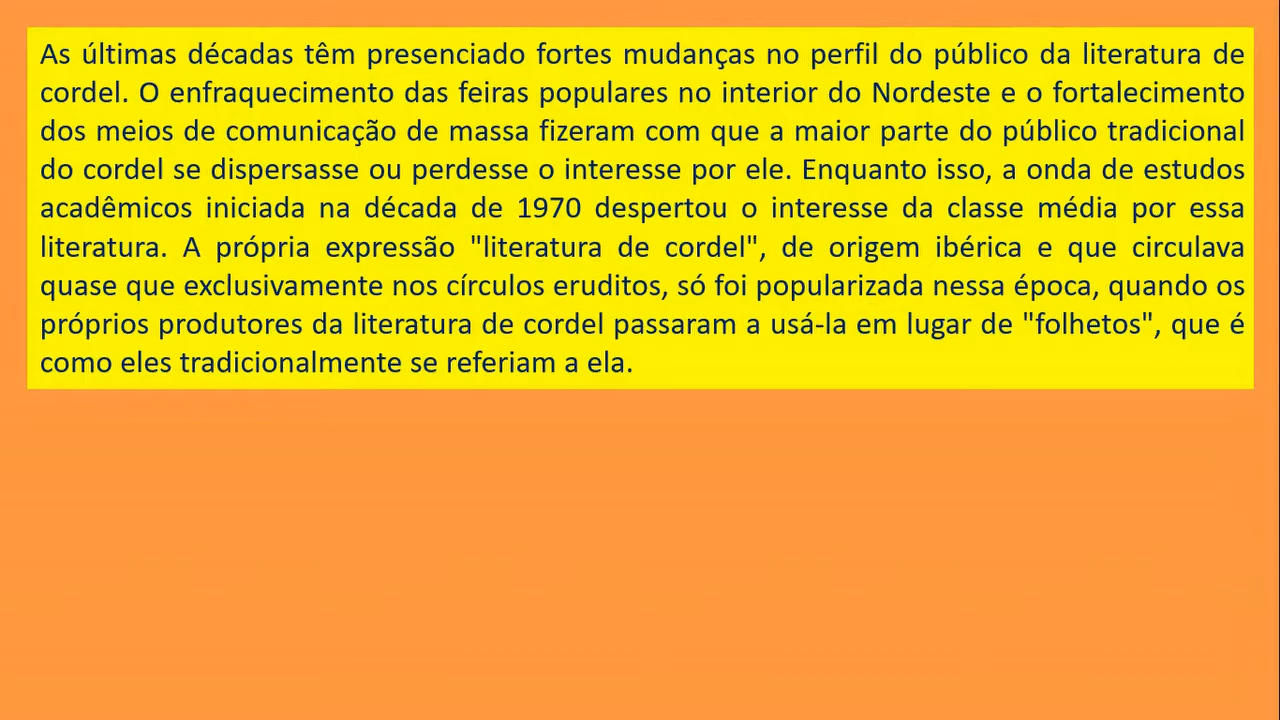 As últimas décadas têm presenciado fortes mudanças no perfil do público da literatura de
cordel. O enfraquecimento das feiras populares no interior do Nordeste e o fortalecimento
dos meios de comunicação de massa fizeram com que a maior parte do público tradicional
do cordel se dispersasse ou perdesse o interesse por ele. Enquanto isso, a onda de estudos
acadêmicos iniciada na década de 1970 despertou o interesse da classe média por essa
literatura. A própria expressão "literatura de cordel", de origem ibérica e que circulava
quase que exclusivamente nos círculos eruditos, só foi popularizada nessa época, quando os
próprios produtores da literatura de cordel passaram a usá-la em lugar de "folhetos", que é
como eles tradicionalmente se referiam a ela.